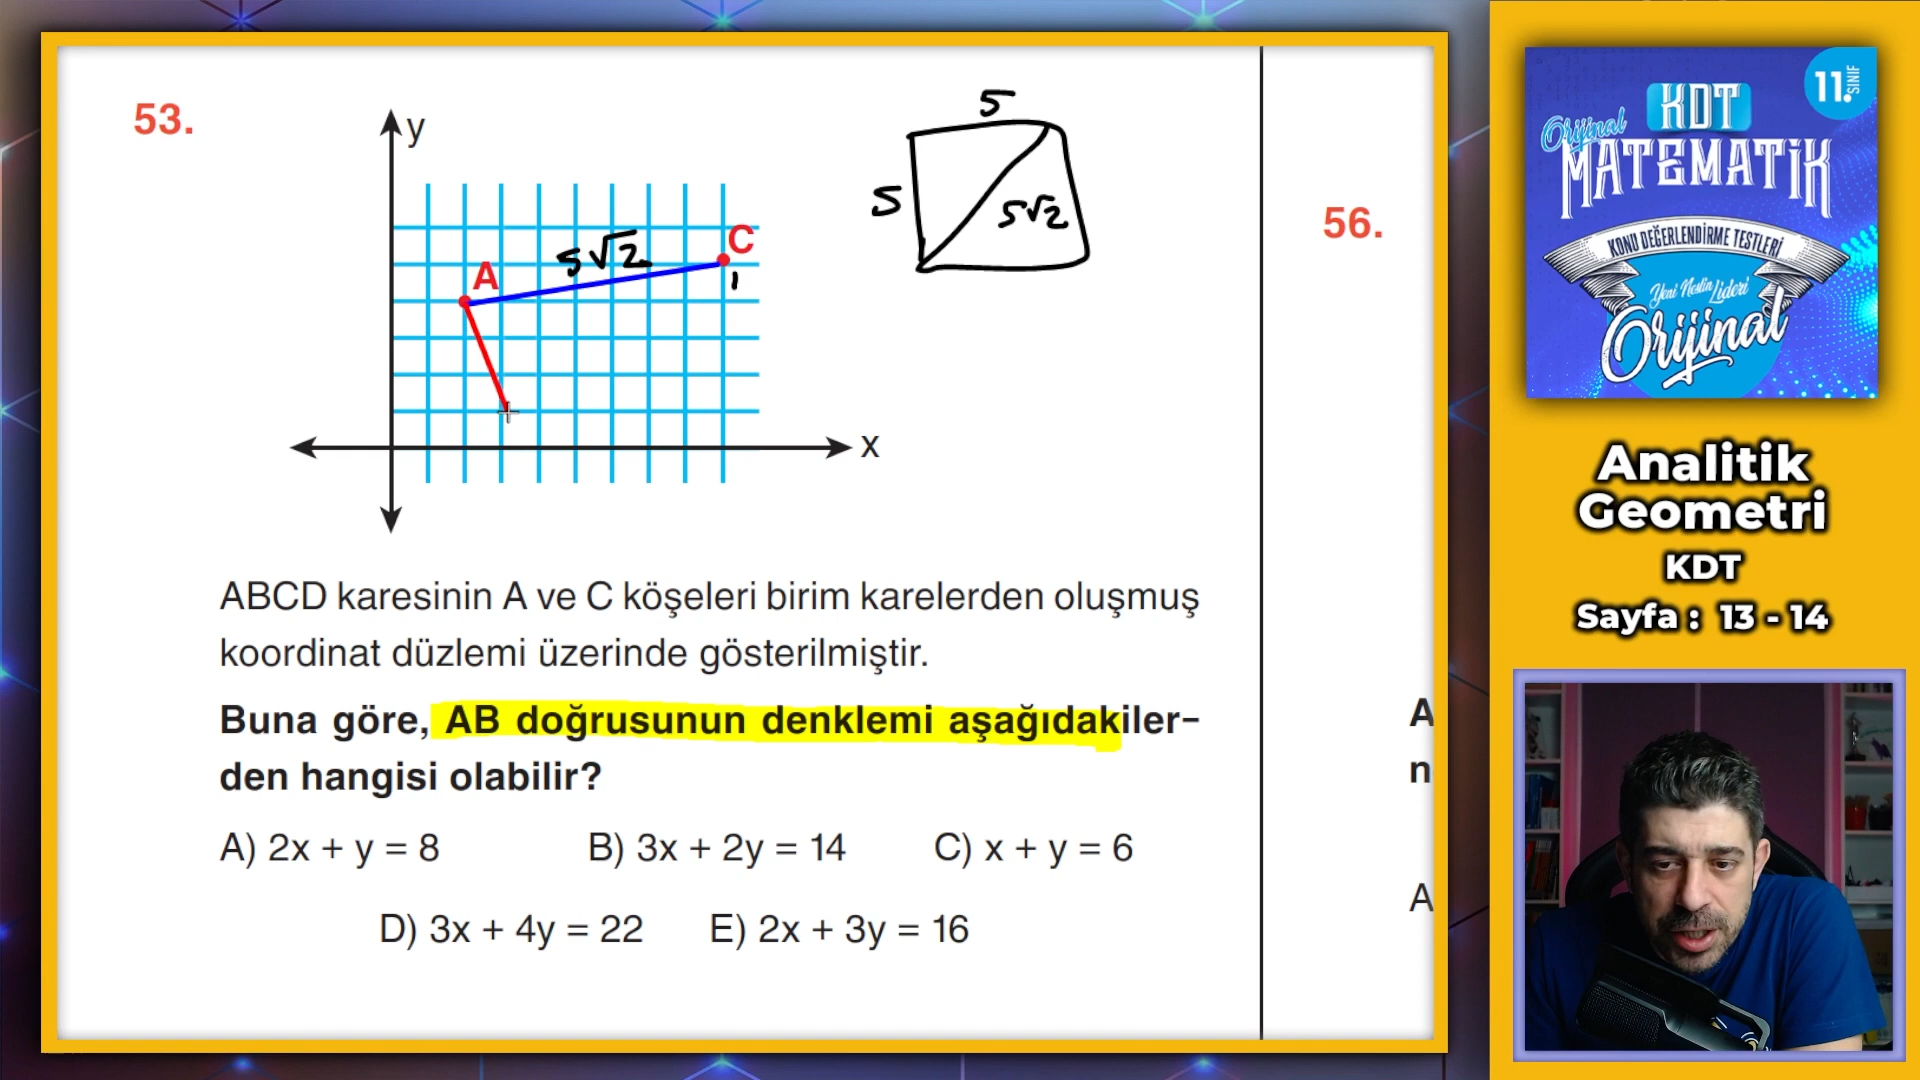 53.
y
A
5√2
C
1
x
5
5
5√2
ABCD karesinin A ve C köşeleri birim karelerden oluşmuş
koordinat düzlemi üzerinde gösterilmiştir.
Buna göre, AB doğrusunun denklemi aşağıdakiler-
den hangisi olabilir?
A) 2x + y = 8 B) 3x + 2y = 14 C) x + y = 6
D) 3x + 4y = 22 E) 2x + 3y = 16
56.
A
n
A
11.
SINIF
KDT
Orijinal
MATEMATİK
KONU DEĞERLENDİRME TESTLERİ
Yeni Neslin Lideri
Orijinal
Analitik
Geometri
KDT
Sayfa : 13 - 14